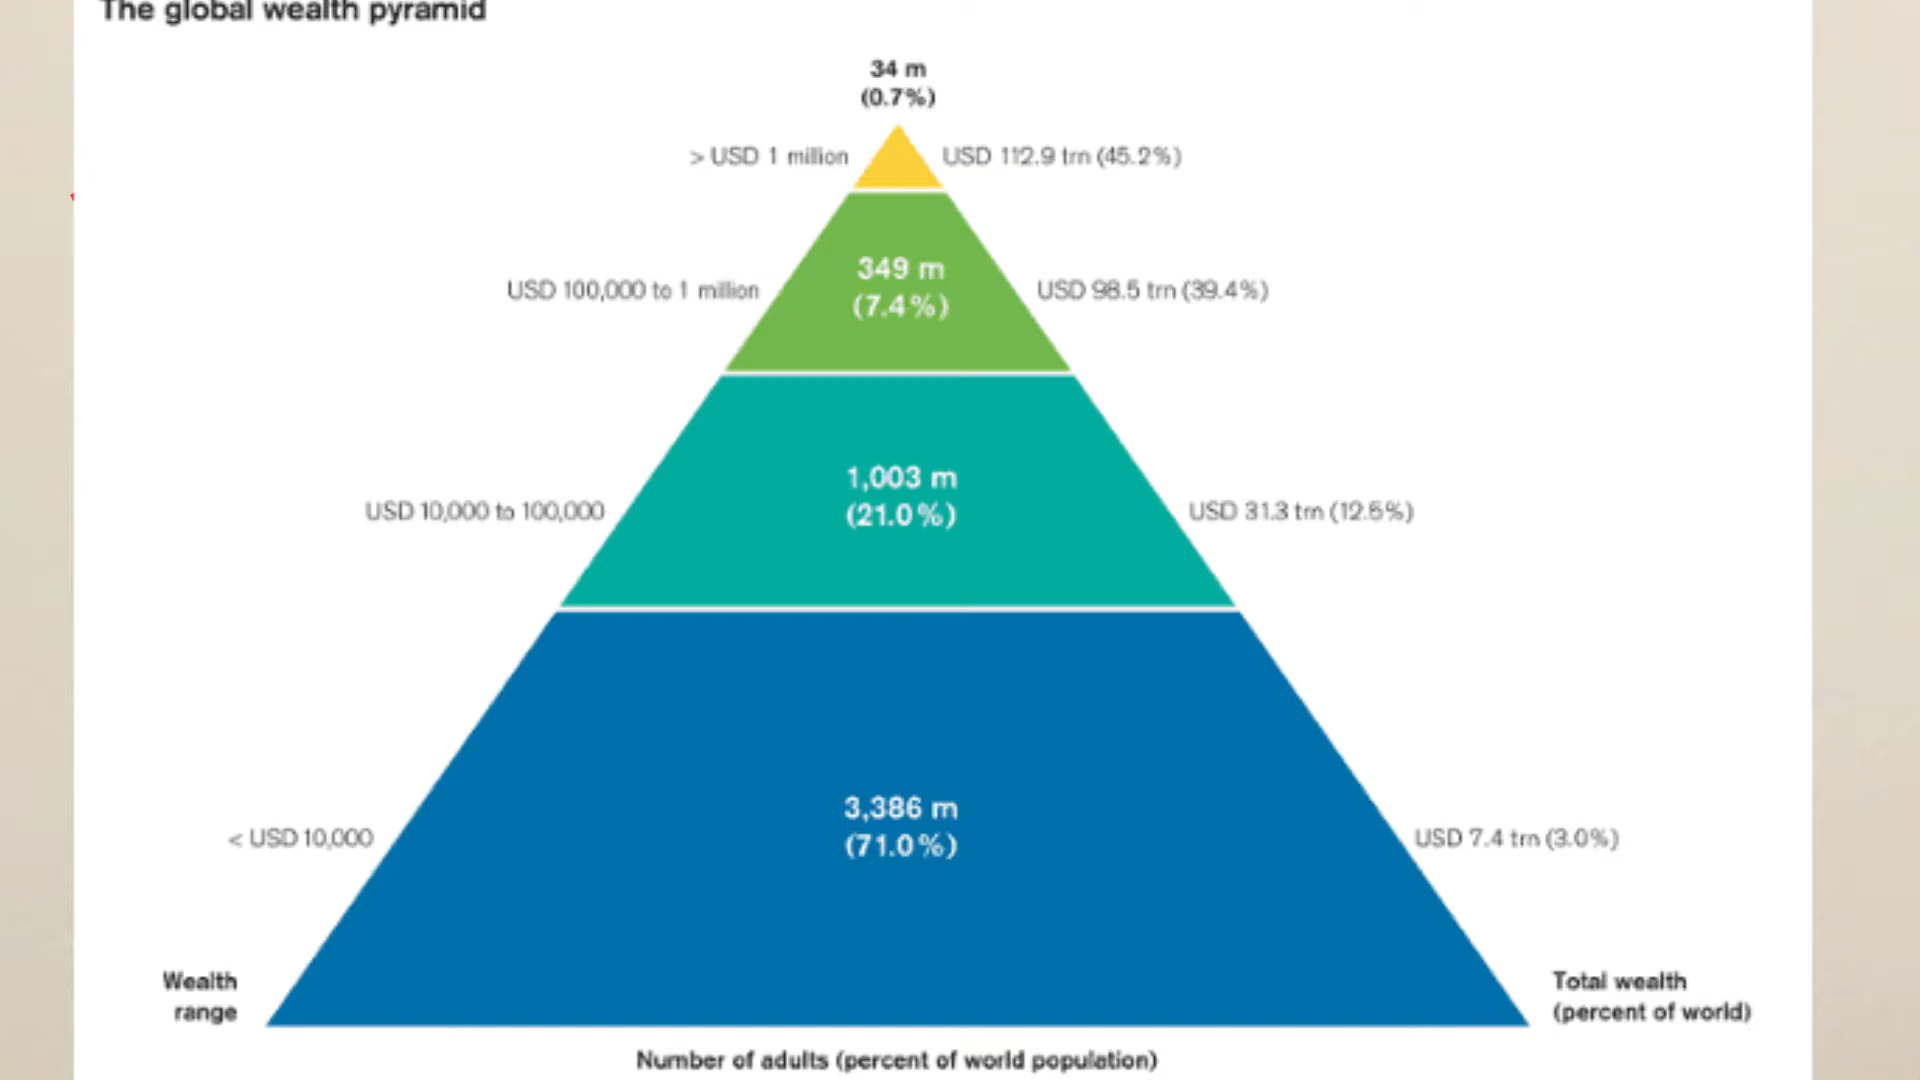 The global wealth pyramid
34 m
(0.7%)
> USD 1 million
USD 112.9 trn (45.2%)
349 m
(7.4%)
USD 100,000 to 1 million
USD 98.5 trn (39.4%)
1,003 m
(21.0%)
USD 10,000 to 100,000
USD 31.3 trn (12.5%)
3,386 m
(71.0%)
< USD 10,000
USD 7.4 trn (3.0%)
Wealth
range
Total wealth
(percent of world)
Number of adults (percent of world population)